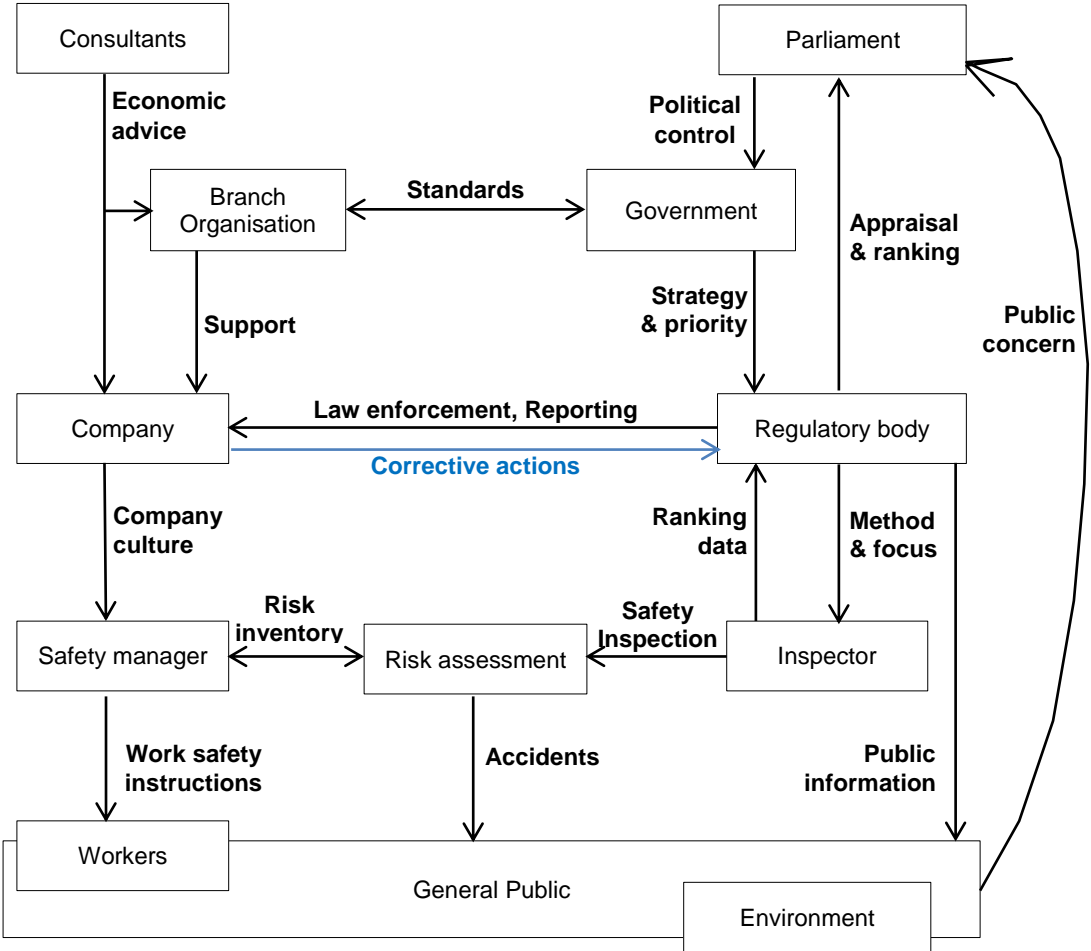 Consultants
Parliament
Economic
advice
Political
control
Branch
Organisation
Standards
Government
Appraisal
& ranking
Support
Strategy
& priority
Public
concern
Company
Law enforcement, Reporting
Regulatory body
Corrective actions
Company
culture
Ranking
data
Method
& focus
Risk
inventory
Safety
Inspection
Safety manager
Risk assessment
Inspector
Work safety
instructions
Accidents
Public
information
Workers
General Public
Environment